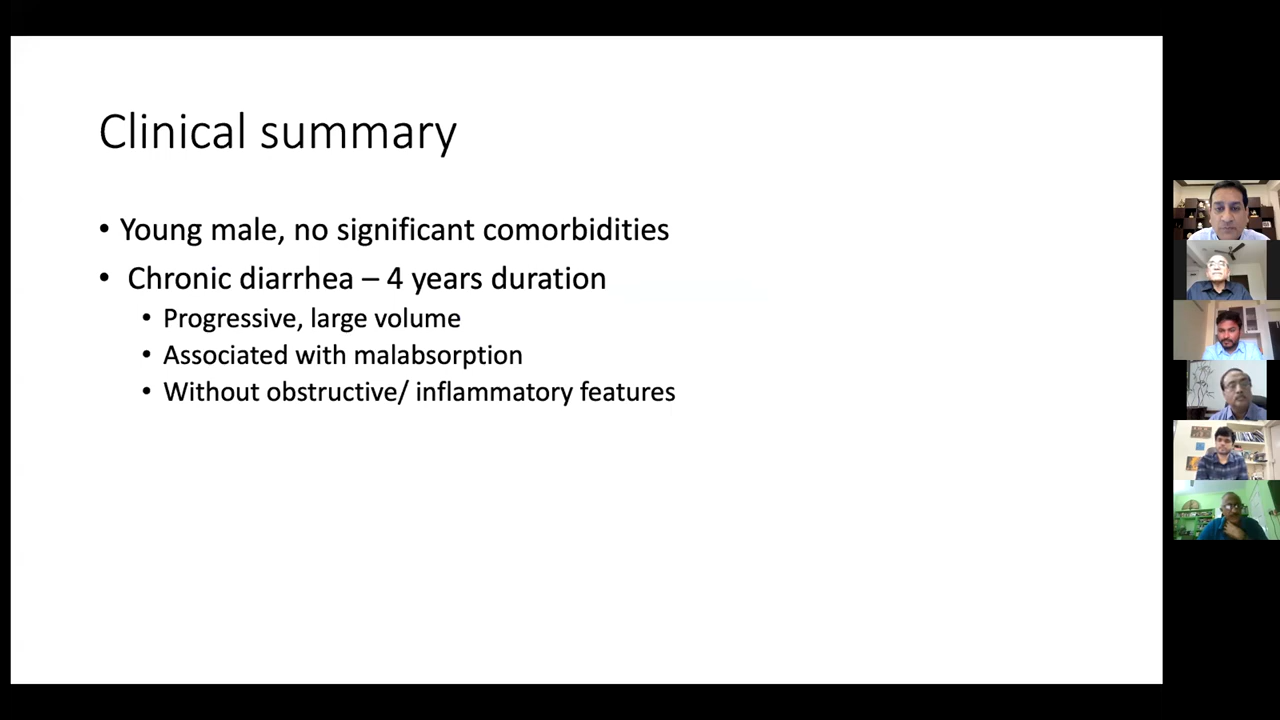 Clinical summary
• Young male, no significant comorbidities
• Chronic diarrhea – 4 years duration
• Progressive, large volume
• Associated with malabsorption
• Without obstructive/ inflammatory features